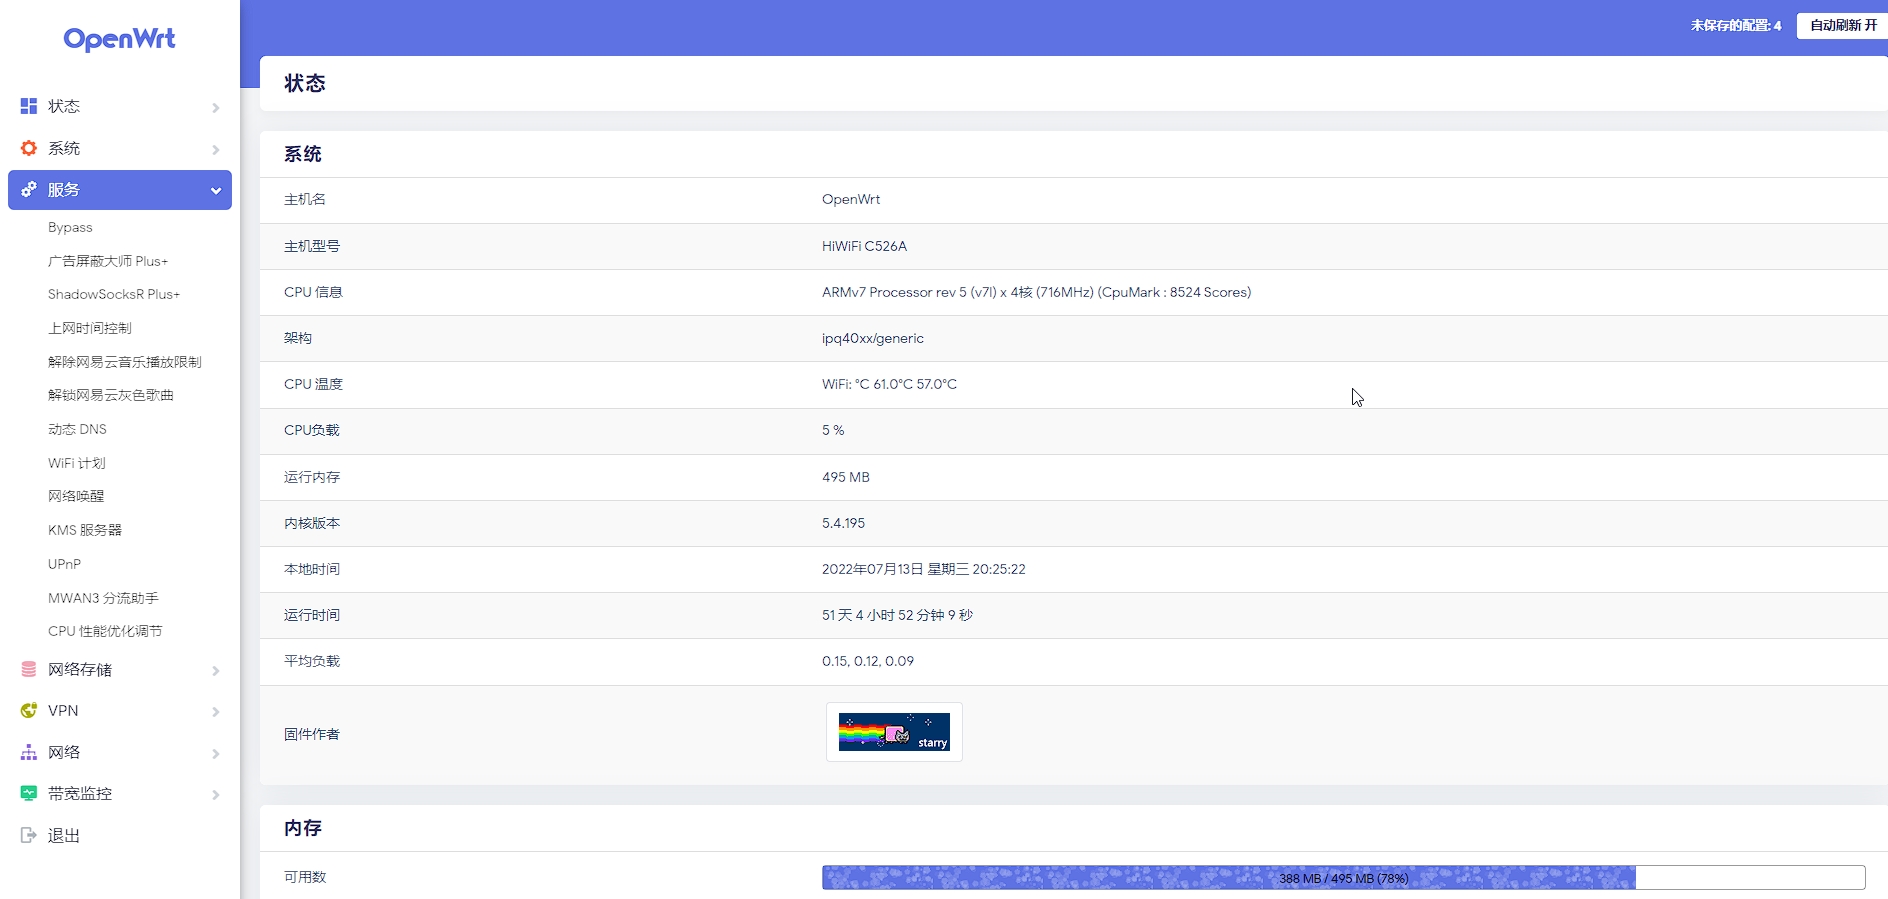 OpenWrt
未保存的配置: 4
自动刷新 开
状态
系统
服务
Bypass
广告屏蔽大师 Plus+
ShadowSocksR Plus+
上网时间控制
解除网易云音乐播放限制
解锁网易云灰色歌曲
动态 DNS
WiFi 计划
网络唤醒
KMS 服务器
UPnP
MWAN3 分流助手
CPU 性能优化调节
网络存储
VPN
网络
带宽监控
退出
状态
系统
主机名 OpenWrt
主机型号 HiWiFi C526A
CPU 信息 ARMv7 Processor rev 5 (v7l) x 4核 (716MHz) (CpuMark : 8524 Scores)
架构 ipq40xx/generic
CPU 温度 WiFi: °C 61.0°C 57.0°C
CPU负载 5 %
运行内存 495 MB
内核版本 5.4.195
本地时间 2022年07月13日 星期三 20:25:22
运行时间 51 天 4 小时 52 分钟 9 秒
平均负载 0.15, 0.12, 0.09
固件作者 starry
内存
可用数 388 MB / 495 MB (78%)